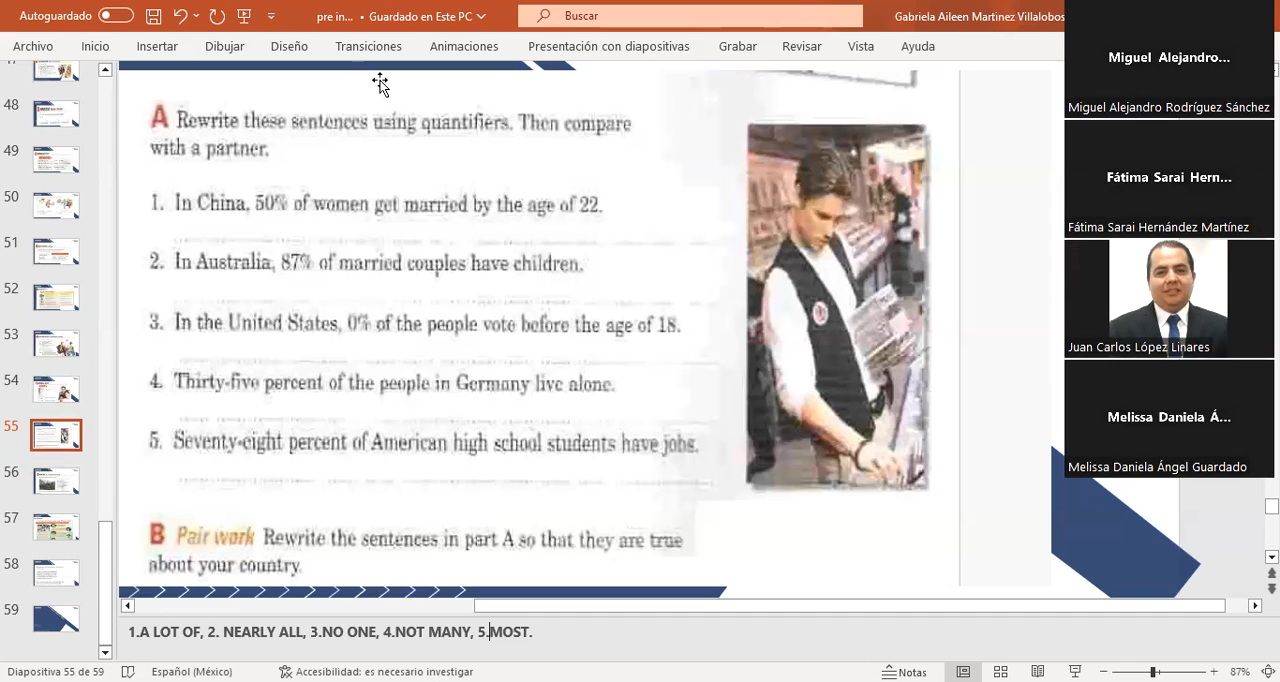 Autoguardado
pre in... • Guardado en Este PC
Buscar
Gabriela Aileen Martinez Villalobos
Archivo Inicio Insertar Dibujar Diseño Transiciones Animaciones Presentación con diapositivas Grabar Revisar Vista Ayuda
48
49
50
51
52
53
54
55
56
57
58
59
A Rewrite these sentences using quantifiers. Then compare
with a partner.
1. In China, 50% of women get married by the age of 22.
2. In Australia, 87% of married couples have children.
3. In the United States, 0% of the people vote before the age of 18.
4. Thirty-five percent of the people in Germany live alone.
5. Seventy-eight percent of American high school students have jobs.
B Pair work Rewrite the sentences in part A so that they are true
about your country.
1.A LOT OF, 2. NEARLY ALL, 3.NO ONE, 4.NOT MANY, 5.MOST.
Miguel Alejandro...
Miguel Alejandro Rodríguez Sánchez
Fátima Sarai Hern...
Fátima Sarai Hernández Martínez
Juan Carlos López Linares
Melissa Daniela Á...
Melissa Daniela Ángel Guardado
Diapositiva 55 de 59 Español (México) Accesibilidad: es necesario investigar Notas 87%